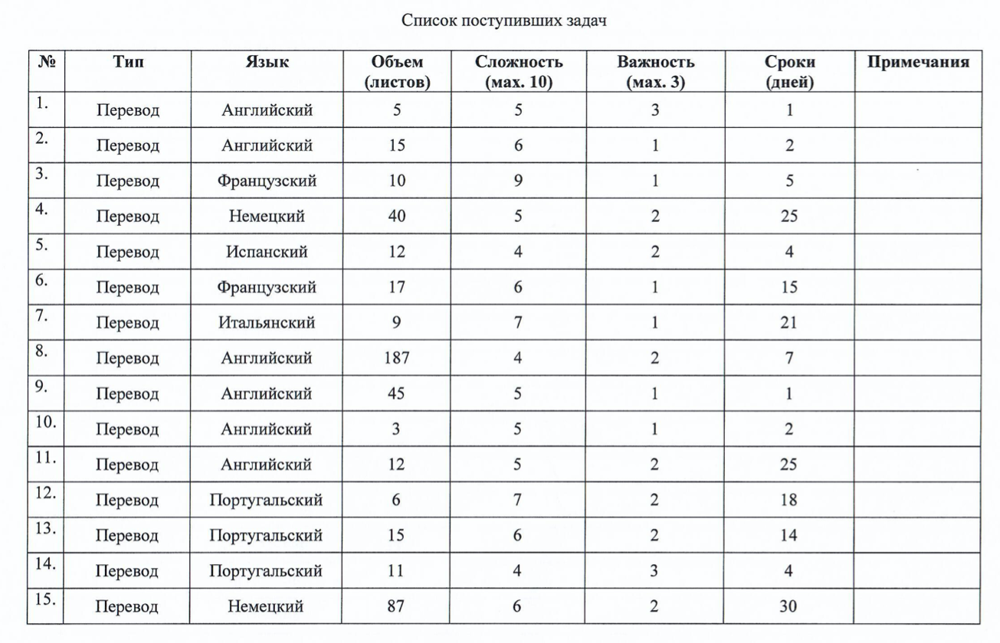 Список поступивших задач
№ Тип Язык Объем (листов) Сложность (мах. 10) Важность (мах. 3) Сроки (дней) Примечания
1. Перевод Английский 5 5 3 1
2. Перевод Английский 15 6 1 2
3. Перевод Французский 10 9 1 5
4. Перевод Немецкий 40 5 2 25
5. Перевод Испанский 12 4 2 4
6. Перевод Французский 17 6 1 15
7. Перевод Итальянский 9 7 1 21
8. Перевод Английский 187 4 2 7
9. Перевод Английский 45 5 1 1
10. Перевод Английский 3 5 1 2
11. Перевод Английский 12 5 2 25
12. Перевод Португальский 6 7 2 18
13. Перевод Португальский 15 6 2 14
14. Перевод Португальский 11 4 3 4
15. Перевод Немецкий 87 6 2 30